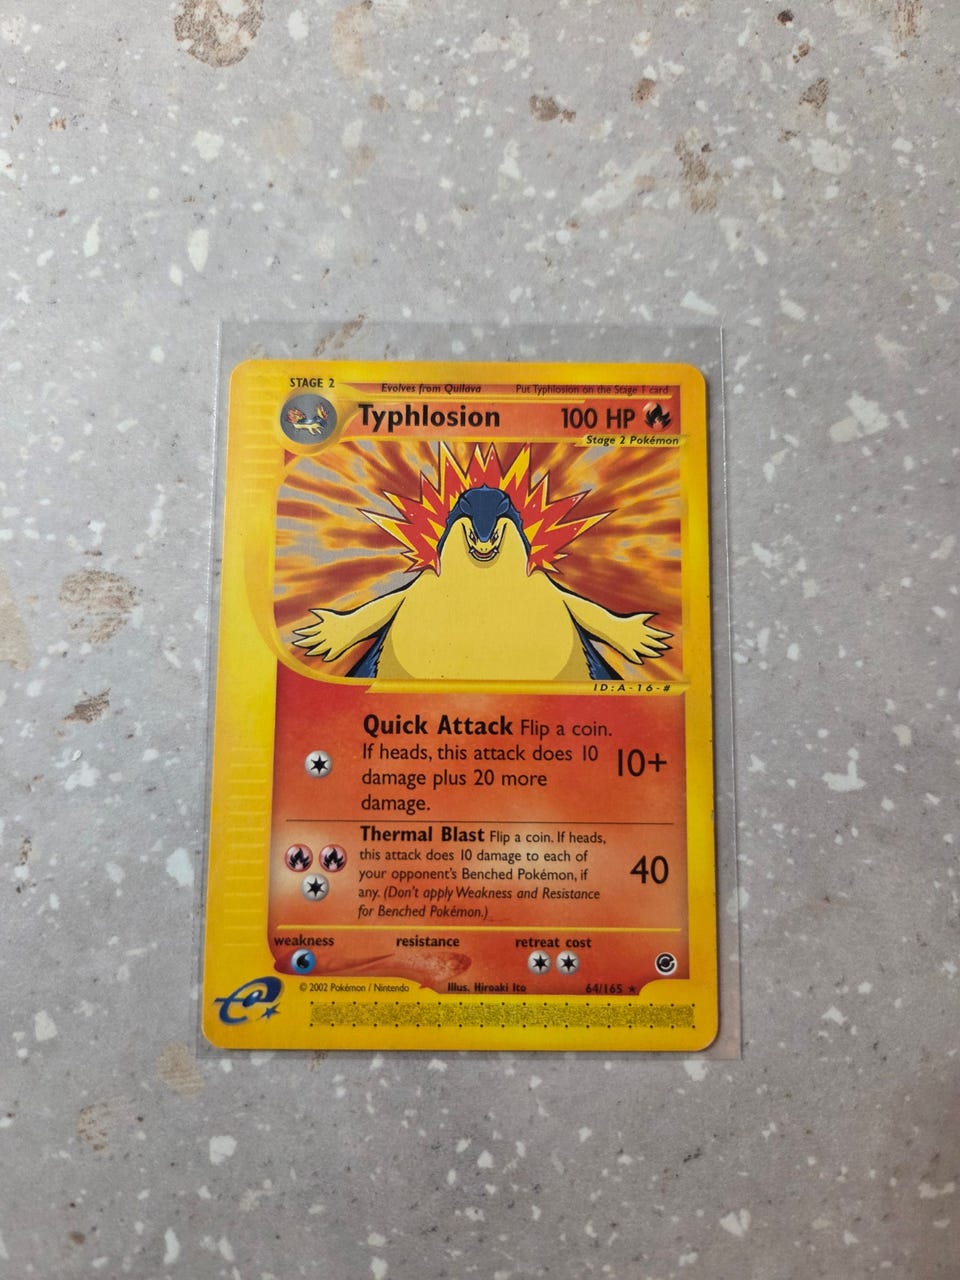 STAGE 2
Evolves from Quilava
Put Typhlosion on the Stage 1 card
Typhlosion
100 HP
Stage 2 Pokémon
ID:A-16-#
Quick Attack Flip a coin.
If heads, this attack does 10
damage plus 20 more
damage.
10+
Thermal Blast Flip a coin. If heads,
this attack does 10 damage to each of
your opponent's Benched Pokémon, if
any. (Don't apply Weakness and Resistance
for Benched Pokémon.)
40
weakness
resistance
retreat cost
© 2002 Pokémon / Nintendo
Illus. Hiroaki Ito
64/165 ★
e